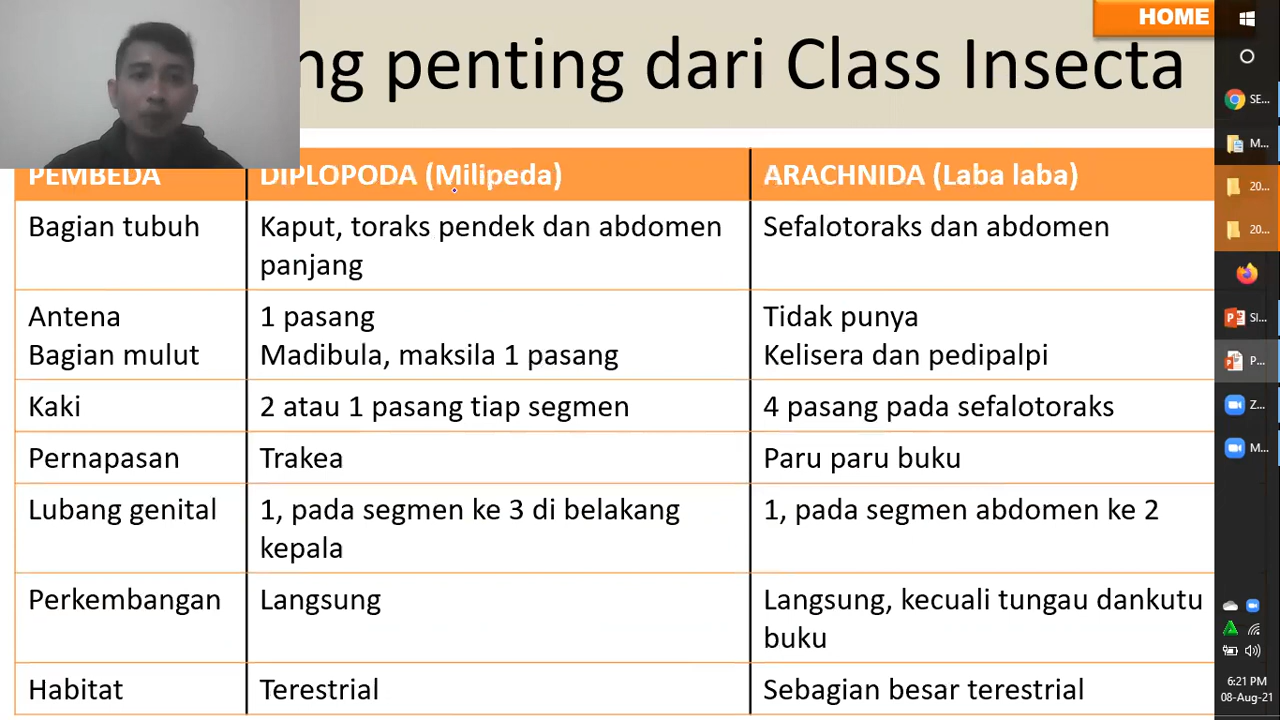 HOME
ng penting dari Class Insecta
PEMBEDA
DIPLOPODA (Milipeda)
ARACHNIDA (Laba laba)
Bagian tubuh
Kaput, toraks pendek dan abdomen
panjang
Sefalotoraks dan abdomen
Antena
Bagian mulut
1 pasang
Madibula, maksila 1 pasang
Tidak punya
Kelisera dan pedipalpi
Kaki
2 atau 1 pasang tiap segmen
4 pasang pada sefalotoraks
Pernapasan
Trakea
Paru paru buku
Lubang genital
1, pada segmen ke 3 di belakang
kepala
1, pada segmen abdomen ke 2
Perkembangan
Langsung
Langsung, kecuali tungau dankutu
buku
Habitat
Terestrial
Sebagian besar terestrial
SE...
M...
20...
20...
SI...
P...
Z...
M...
6:21 PM
08-Aug-21